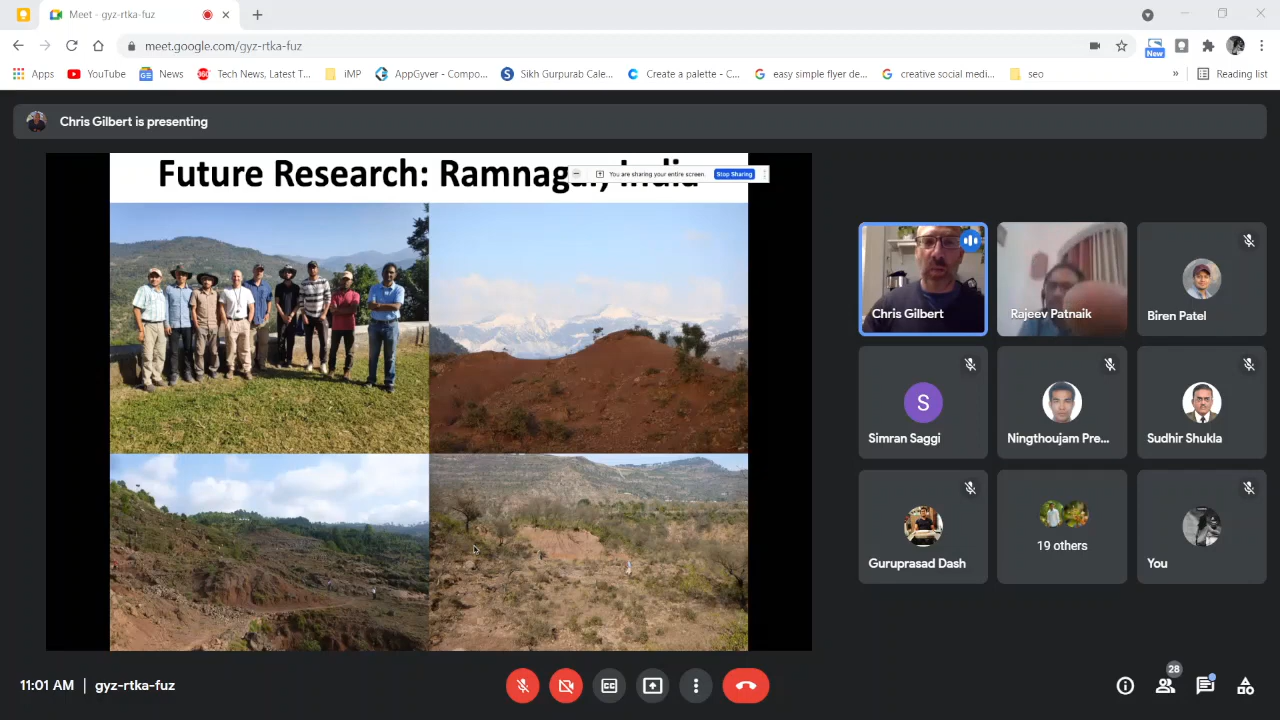 Meet - gyz-rtka-fuz
meet.google.com/gyz-rtka-fuz
New
Apps
YouTube
News
Tech News, Latest T...
iMP
AppGyver - Compo...
Sikh Gurpurab Cale...
Create a palette - C...
easy simple flyer de...
creative social medi...
seo
»
Reading list
Chris Gilbert is presenting
Future Research: Ramnagar, India
You are sharing your entire screen.
Stop Sharing
Chris Gilbert
Rajeev Patnaik
Biren Patel
S
Simran Saggi
Ningthoujam Pre...
Sudhir Shukla
Guruprasad Dash
19 others
You
11:01 AM | gyz-rtka-fuz
28